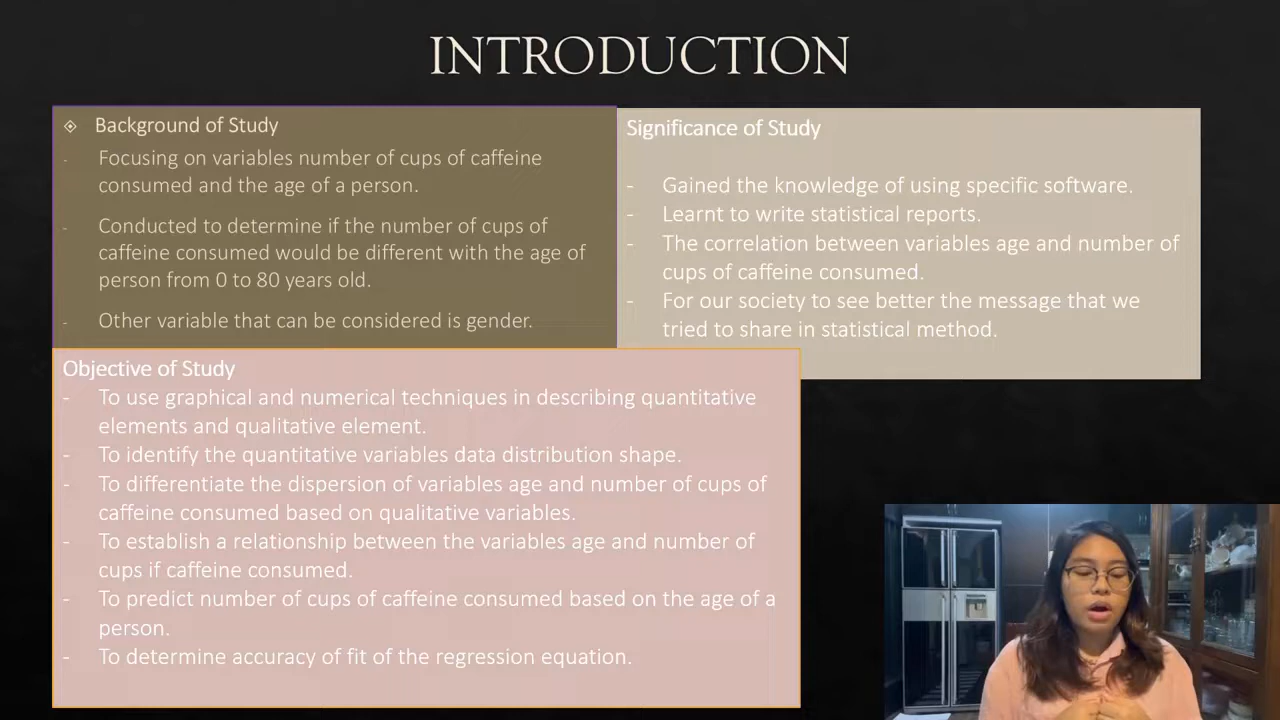 INTRODUCTION
Background of Study
- Focusing on variables number of cups of caffeine
consumed and the age of a person.
- Conducted to determine if the number of cups of
caffeine consumed would be different with the age of
person from 0 to 80 years old.
- Other variable that can be considered is gender.
Significance of Study
- Gained the knowledge of using specific software.
- Learnt to write statistical reports.
- The correlation between variables age and number of
cups of caffeine consumed.
- For our society to see better the message that we
tried to share in statistical method.
Objective of Study
- To use graphical and numerical techniques in describing quantitative
elements and qualitative element.
- To identify the quantitative variables data distribution shape.
- To differentiate the dispersion of variables age and number of cups of
caffeine consumed based on qualitative variables.
- To establish a relationship between the variables age and number of
cups if caffeine consumed.
- To predict number of cups of caffeine consumed based on the age of a
person.
- To determine accuracy of fit of the regression equation.